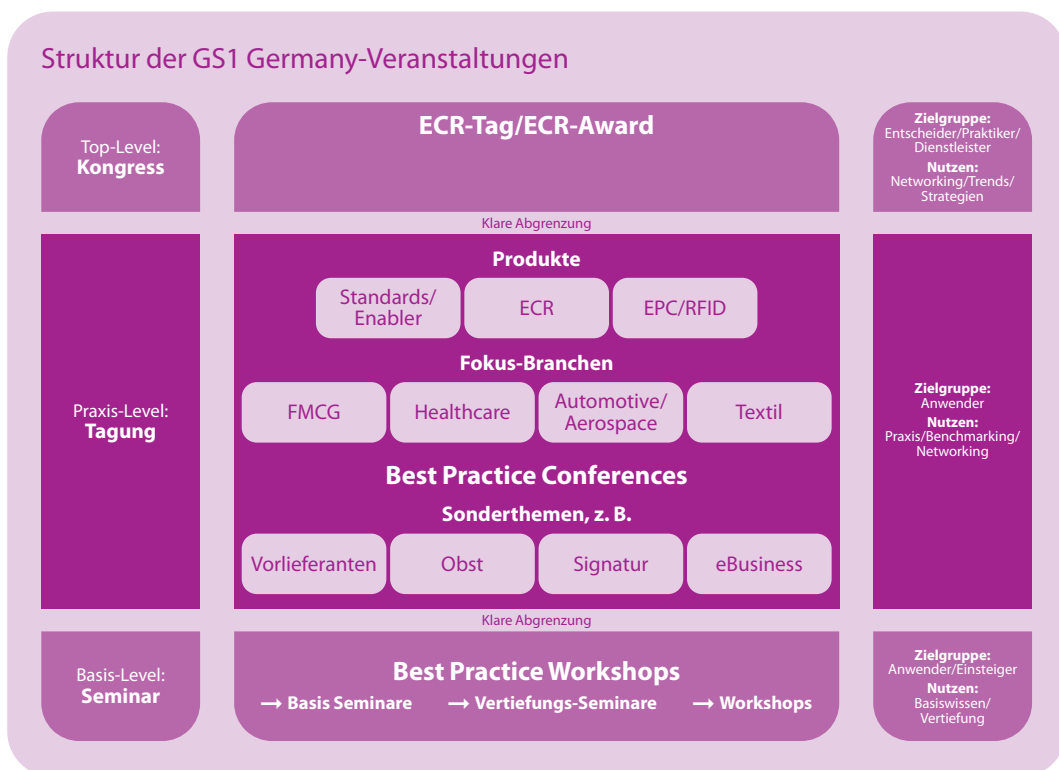 Struktur der GS1 Germany-Veranstaltungen
Top-Level:
Kongress
ECR-Tag/ECR-Award
Zielgruppe:
Entscheider/Praktiker/
Dienstleister
Nutzen:
Networking/Trends/
Strategien
Klare Abgrenzung
Praxis-Level:
Tagung
Produkte
Standards/
Enabler
ECR
EPC/RFID
Fokus-Branchen
FMCG
Healthcare
Automotive/
Aerospace
Textil
Best Practice Conferences
Sonderthemen, z. B.
Vorlieferanten
Obst
Signatur
eBusiness
Zielgruppe:
Anwender
Nutzen:
Praxis/Benchmarking/
Networking
Klare Abgrenzung
Basis-Level:
Seminar
Best Practice Workshops
→ Basis Seminare → Vertiefungs-Seminare → Workshops
Zielgruppe:
Anwender/Einsteiger
Nutzen:
Basiswissen/
Vertiefung